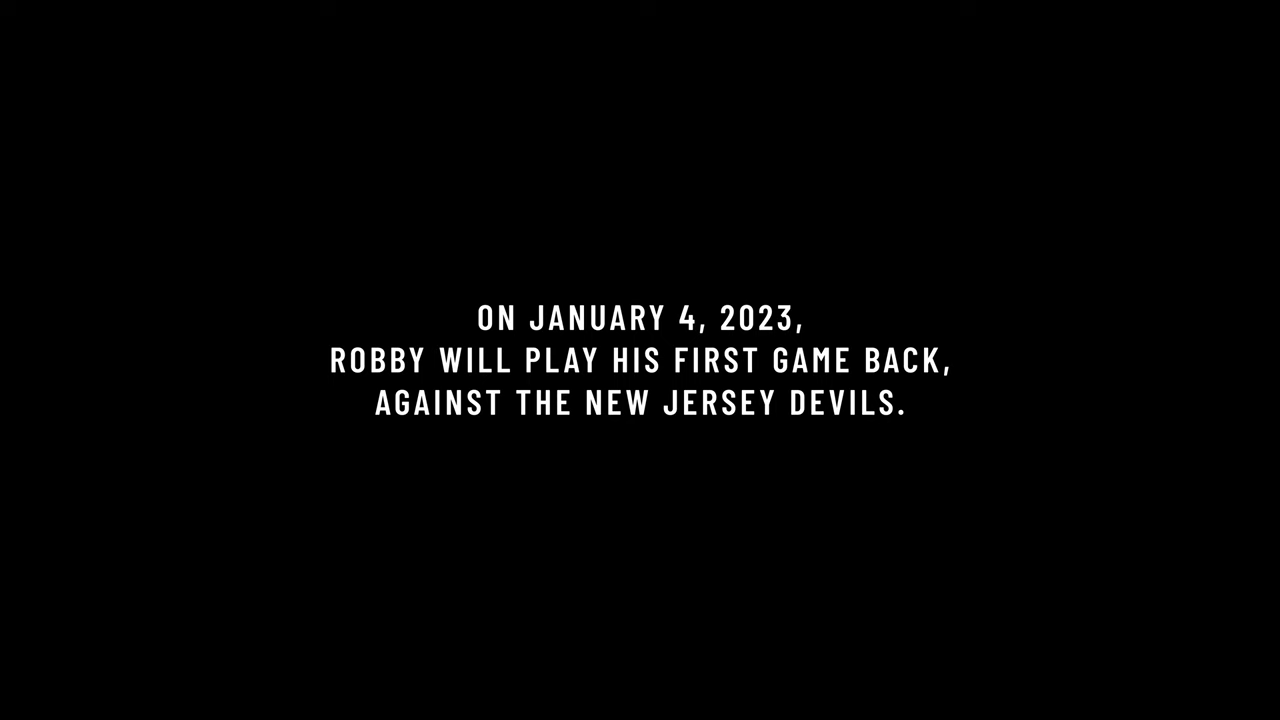 ON JANUARY 4, 2023,
ROBBY WILL PLAY HIS FIRST GAME BACK,
AGAINST THE NEW JERSEY DEVILS.